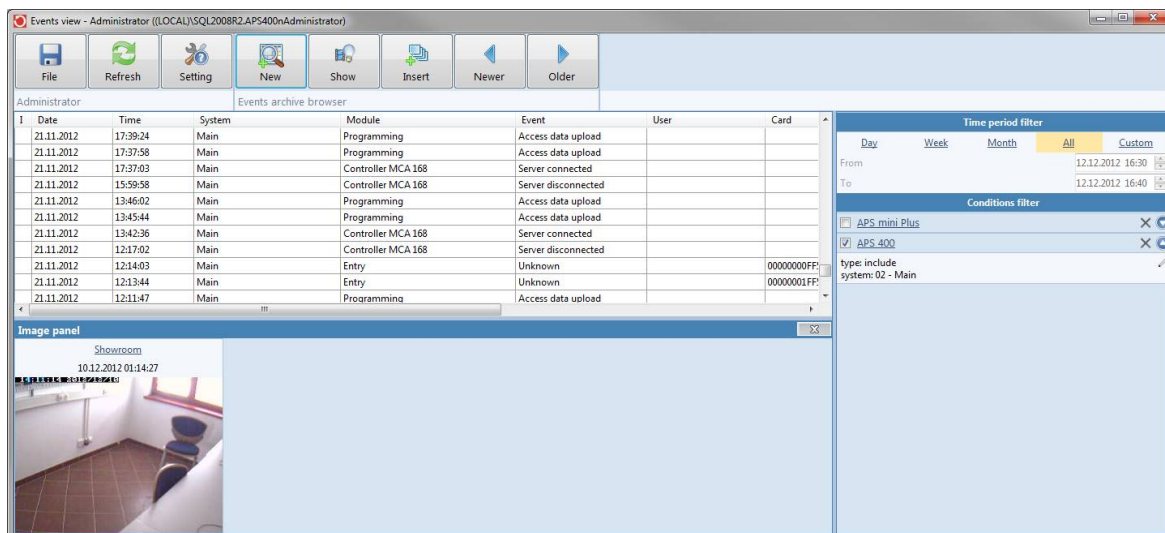 Events view - Administrator ((LOCAL)\SQL2008R2.APS400nAdministrator)
File Refresh Setting New Show Insert Newer Older
Administrator Events archive browser
I Date Time System Module Event User Card
21.11.2012 17:39:24 Main Programming Access data upload
21.11.2012 17:37:58 Main Programming Access data upload
21.11.2012 17:37:03 Main Controller MCA 168 Server connected
21.11.2012 15:59:58 Main Controller MCA 168 Server disconnected
21.11.2012 13:46:02 Main Programming Access data upload
21.11.2012 13:45:44 Main Programming Access data upload
21.11.2012 13:42:36 Main Controller MCA 168 Server connected
21.11.2012 12:17:02 Main Controller MCA 168 Server disconnected
21.11.2012 12:14:03 Main Entry Unknown 00000000FF
21.11.2012 12:13:44 Main Entry Unknown 00000001FF
21.11.2012 12:11:47 Main Programming Access data upload
Time period filter
Day Week Month All Custom
From 12.12.2012 16:30
To 12.12.2012 16:40
Conditions filter
APS mini Plus
APS 400
type: include
system: 02 - Main
Image panel
Showroom
10.12.2012 01:14:27